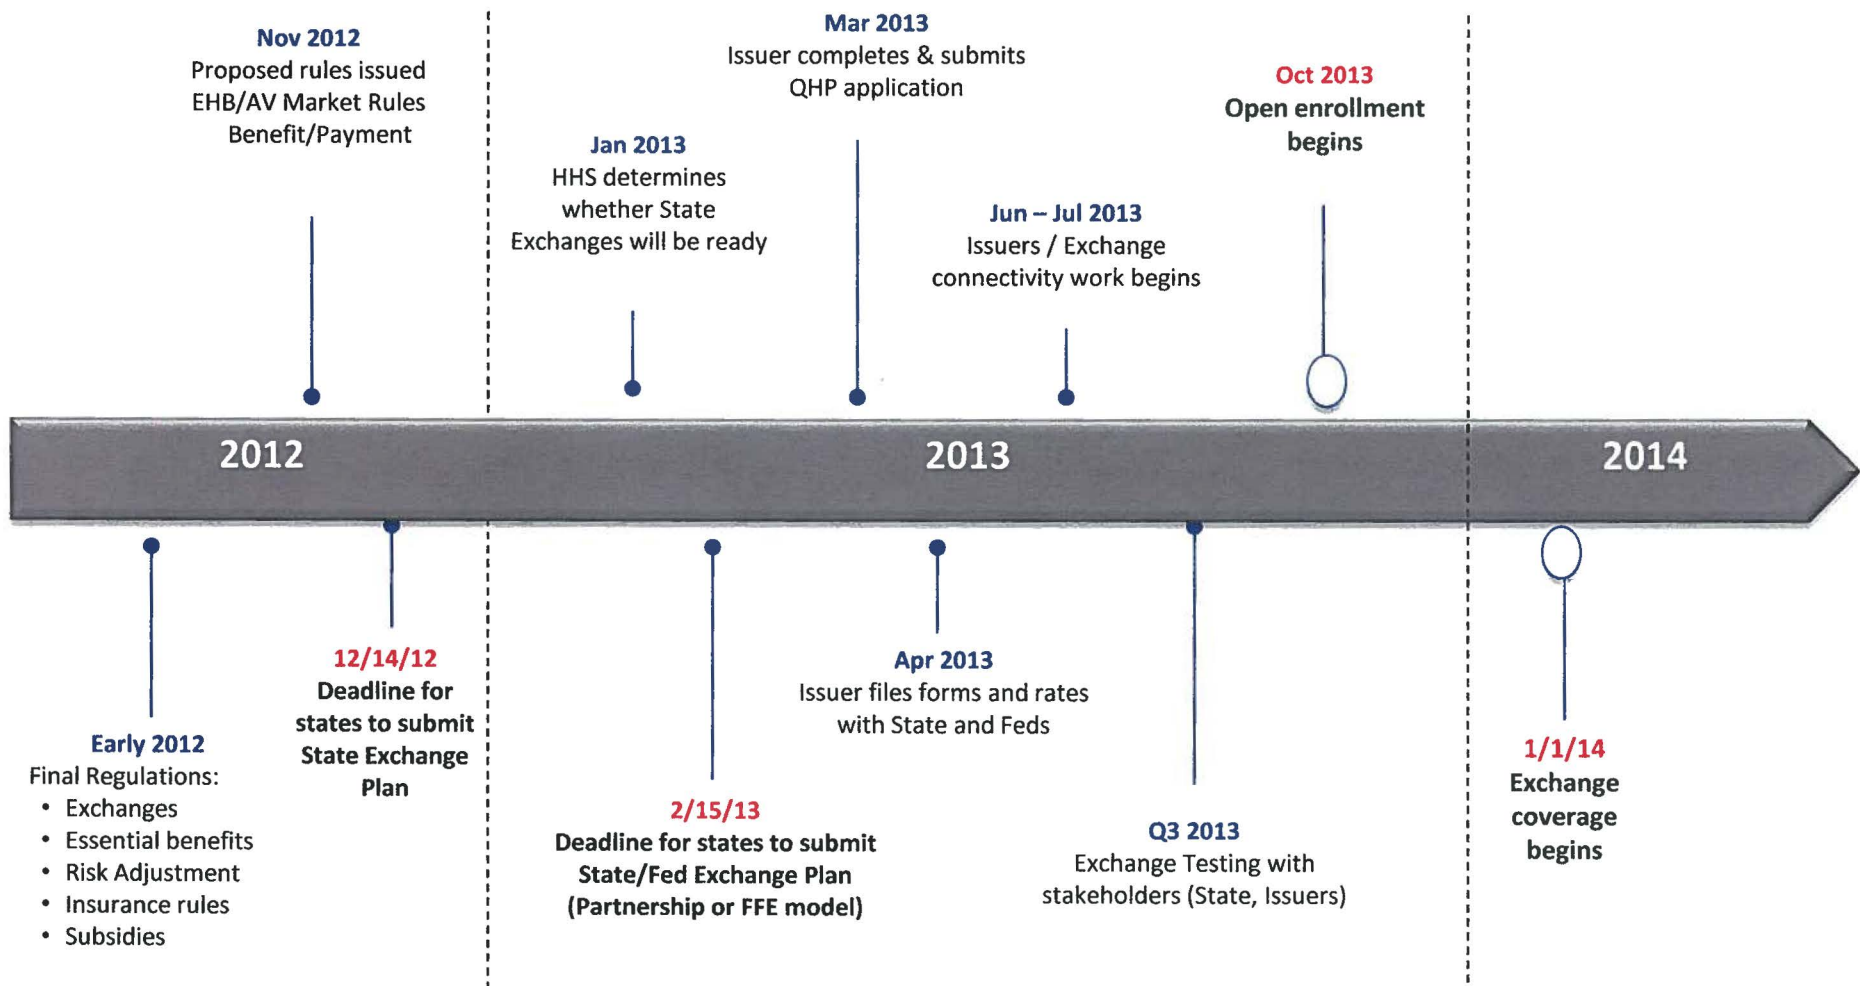 Nov 2012
Proposed rules issued
EHB/AV Market Rules
Benefit/Payment
Jan 2013
HHS determines
whether State
Exchanges will be ready
Mar 2013
Issuer completes & submits
QHP application
Jun – Jul 2013
Issuers / Exchange
connectivity work begins
Oct 2013
Open enrollment
begins
2012
2013
2014
Early 2012
Final Regulations:
• Exchanges
• Essential benefits
• Risk Adjustment
• Insurance rules
• Subsidies
12/14/12
Deadline for
states to submit
State Exchange
Plan
2/15/13
Deadline for states to submit
State/Fed Exchange Plan
(Partnership or FFE model)
Apr 2013
Issuer files forms and rates
with State and Feds
Q3 2013
Exchange Testing with
stakeholders (State, Issuers)
1/1/14
Exchange
coverage
begins